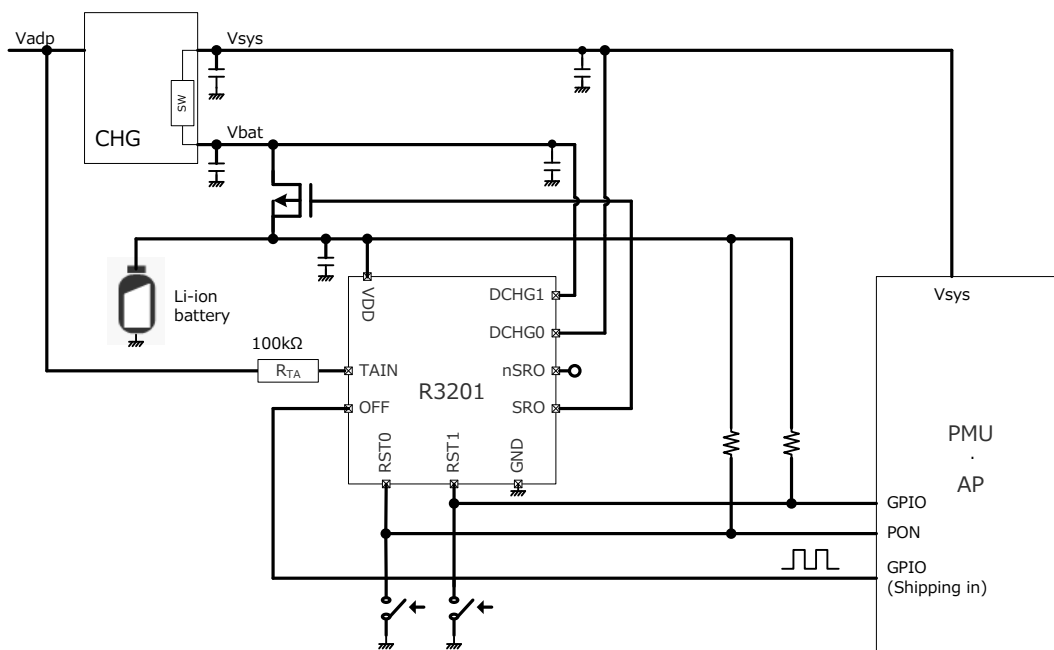 Vadp
Vsys
SW
CHG
Vbat
Li-ion
battery
VDD
DCHG1
Vsys
DCHG0
100kΩ
RTA
TAIN
nSRO
R3201
OFF
SRO
RST0
RST1
GND
PMU
·
AP
GPIO
PON
GPIO
(Shipping in)